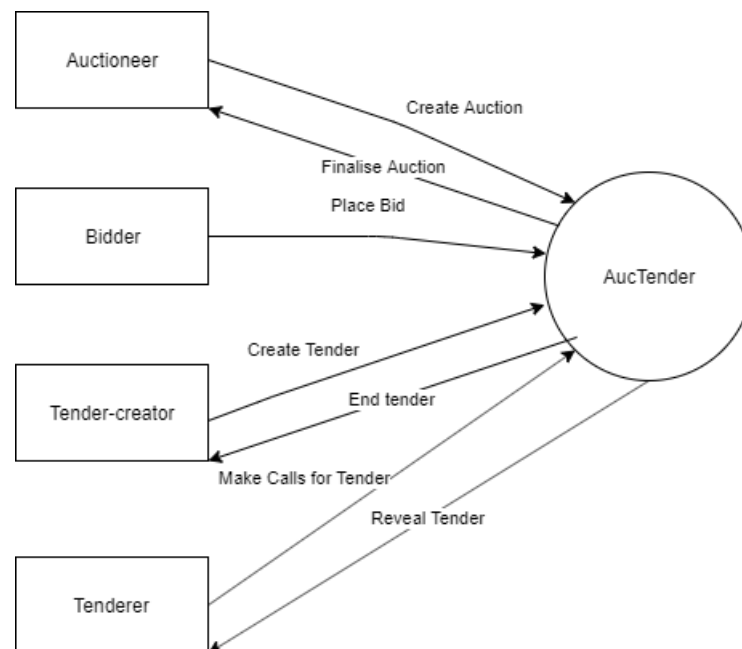 Auctioneer
Create Auction
Finalise Auction
Place Bid
Bidder
AucTender
Create Tender
End tender
Tender-creator
Make Calls for Tender
Reveal Tender
Tenderer